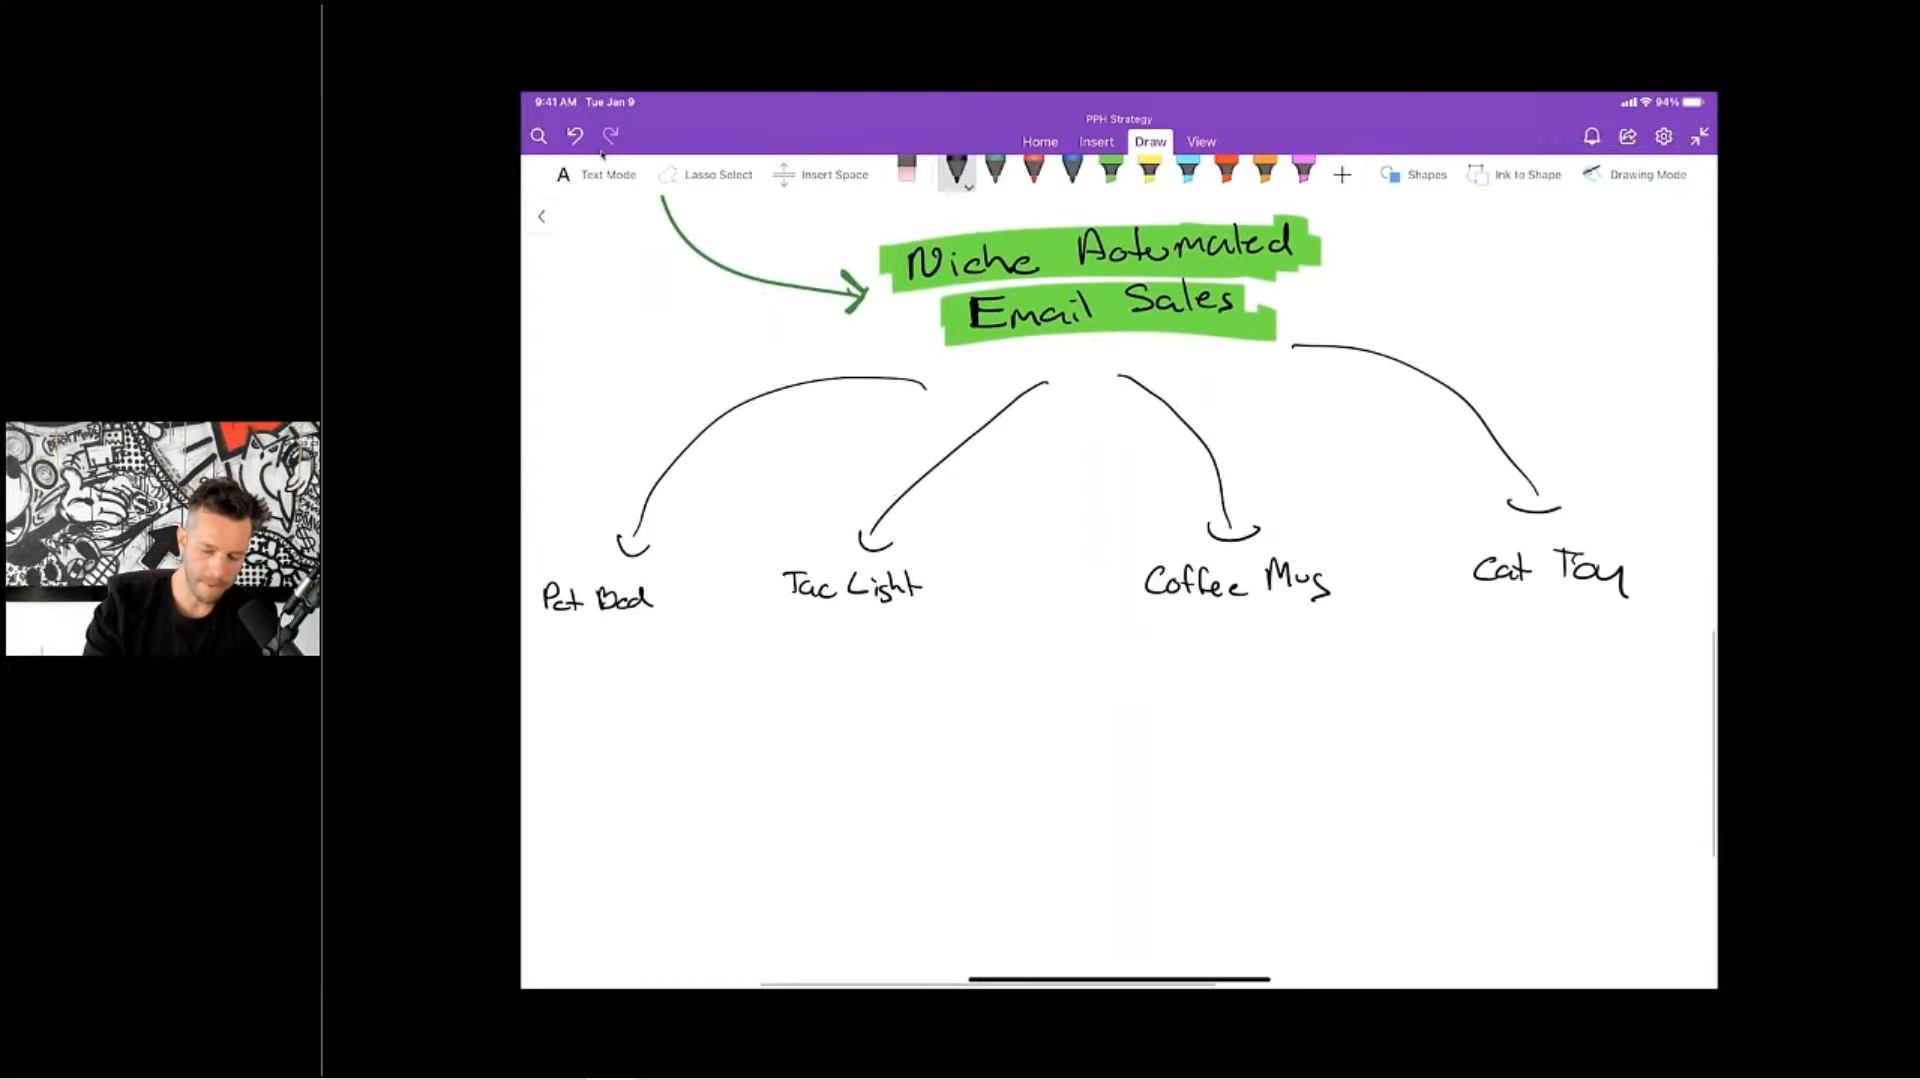 9:41 AM Tue Jan 9
94%
PPH Strategy
Home Insert Draw View
A Text Mode Lasso Select Insert Space Shapes Ink to Shape Drawing Mode
Niche Automated
Email Sales
Pet Bed
Tac Light
Coffee Mug
Cat Toy